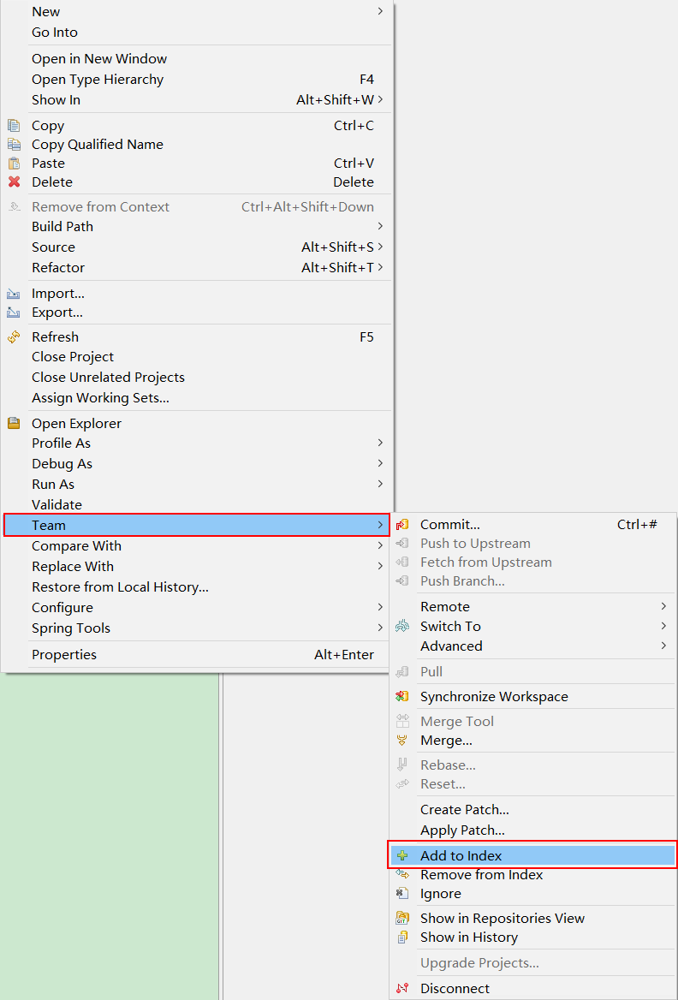 New
Go Into
Open in New Window
Open Type Hierarchy F4
Show In Alt+Shift+W
Copy Ctrl+C
Copy Qualified Name
Paste Ctrl+V
Delete Delete
Remove from Context Ctrl+Alt+Shift+Down
Build Path
Source Alt+Shift+S
Refactor Alt+Shift+T
Import...
Export...
Refresh F5
Close Project
Close Unrelated Projects
Assign Working Sets...
Open Explorer
Profile As
Debug As
Run As
Validate
Team
Compare With
Replace With
Restore from Local History...
Configure
Spring Tools
Properties Alt+Enter
Commit... Ctrl+#
Push to Upstream
Fetch from Upstream
Push Branch...
Remote
Switch To
Advanced
Pull
Synchronize Workspace
Merge Tool
Merge...
Rebase...
Reset...
Create Patch...
Apply Patch...
Add to Index
Remove from Index
Ignore
Show in Repositories View
Show in History
Upgrade Projects...
Disconnect